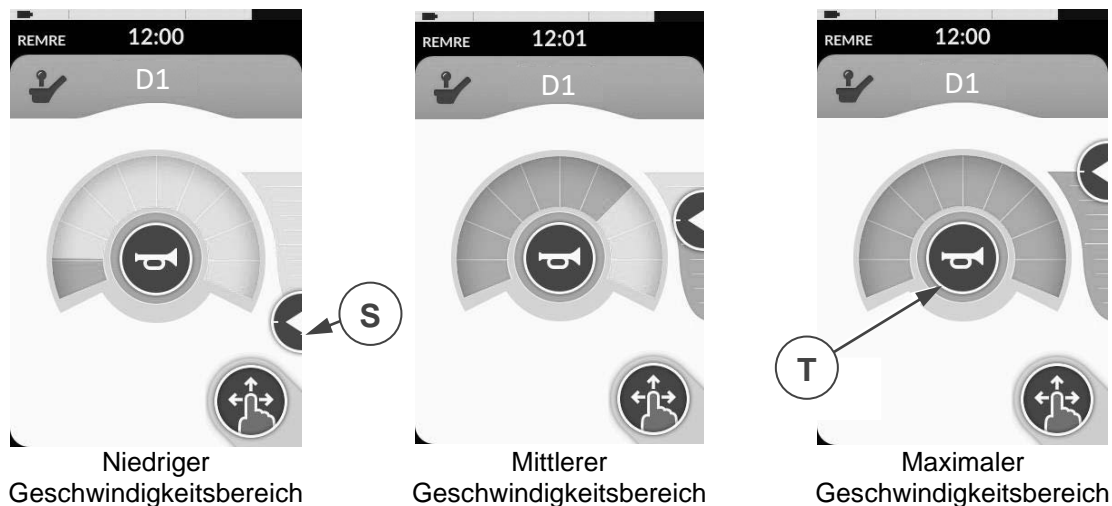 REMRE 12:00
D1
S
Niedriger
Geschwindigkeitsbereich
REMRE 12:01
D1
Mittlerer
Geschwindigkeitsbereich
REMRE 12:00
D1
T
Maximaler
Geschwindigkeitsbereich